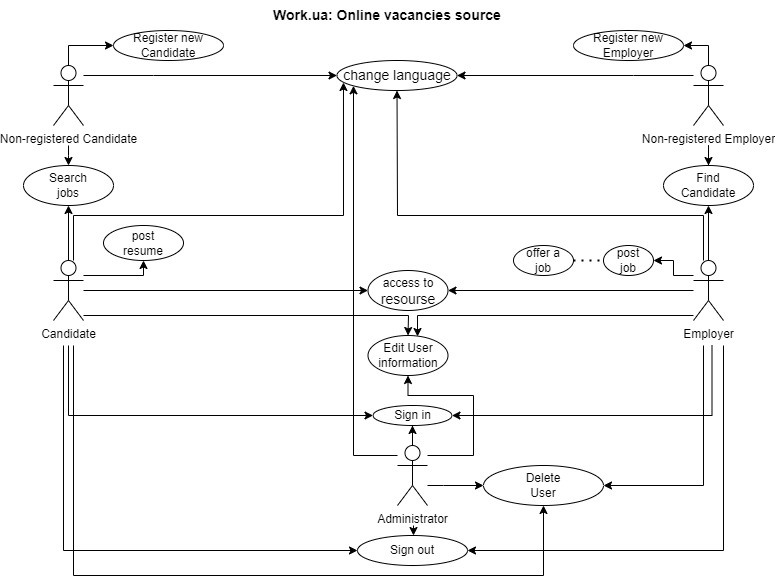 Work.ua: Online vacancies source
Register new
Candidate
Register new
Employer
change language
Non-registered Candidate
Non-registered Employer
Search
jobs
Find
Candidate
post
resume
offer a
job
post
job
access to
resourse
Candidate
Employer
Edit User
information
Sign in
Delete
User
Administrator
Sign out